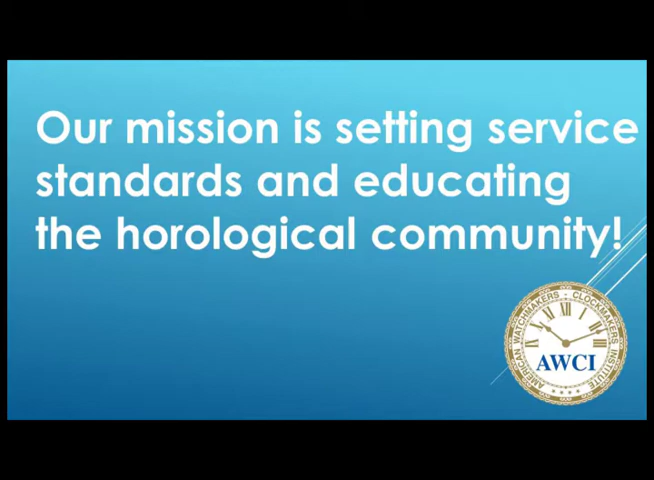 Our mission is setting service
standards and educating
the horological community!
AMERICAN WATCHMAKERS - CLOCKMAKERS INSTITUTE
AWCI